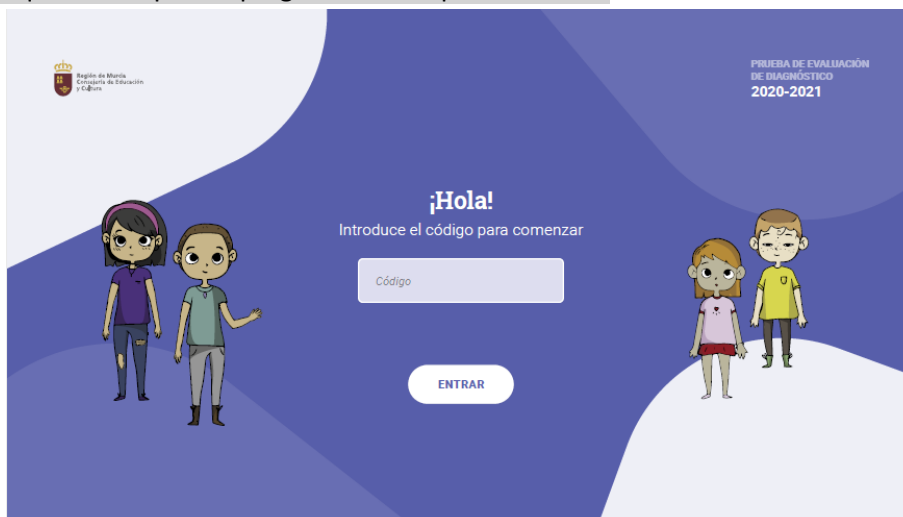 Región de Murcia
Consejería de Educación
y Cultura
PRUEBA DE EVALUACIÓN
DE DIAGNÓSTICO
2020-2021
¡Hola!
Introduce el código para comenzar
Código
ENTRAR